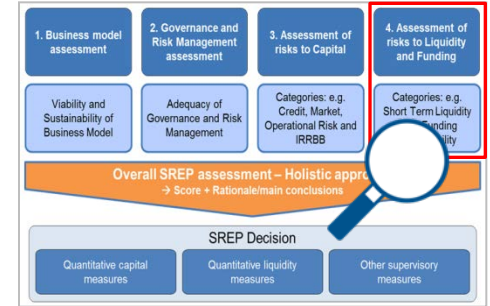 1. Business model
assessment
2. Governance and
Risk Management
assessment
3. Assessment of
risks to Capital
4. Assessment of
risks to Liquidity
and Funding
Viability and
Sustainability of
Business Model
Adequacy of
Governance and Risk
Management
Categories: e.g.
Credit, Market,
Operational Risk and
IRRBB
Categories: e.g.
Short Term Liquidity
Overall SREP assessment – Holistic
→ Score + Rationale/main conclusions
SREP Decision
Quantitative capital
measures
Quantitative liquidity
measures
Other supervisory
measures